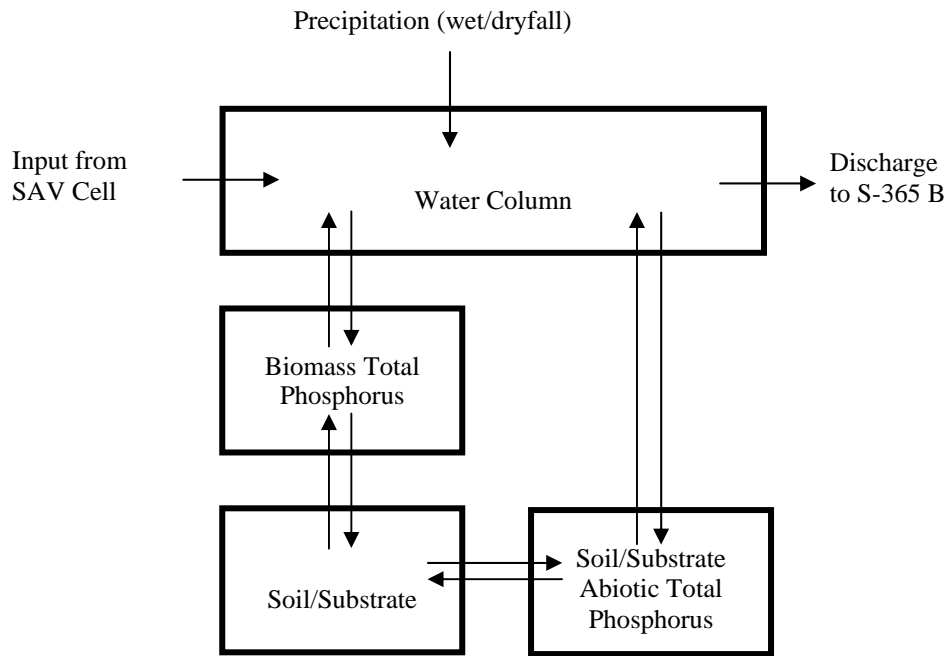 Precipitation (wet/dryfall)
Input from
SAV Cell
Water Column
Discharge
to S-365 B
Biomass Total
Phosphorus
Soil/Substrate
Soil/Substrate
Abiotic Total
Phosphorus